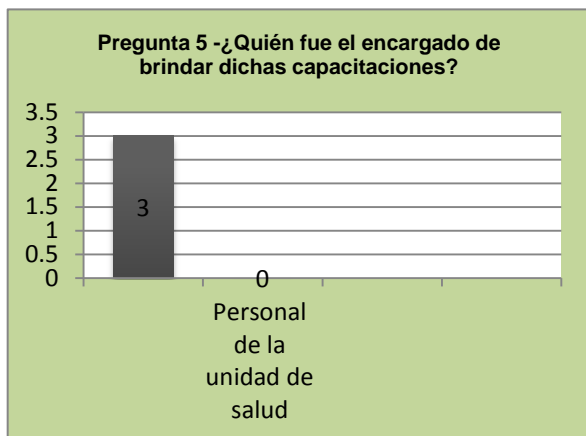 Pregunta 5 -¿Quién fue el encargado de
brindar dichas capacitaciones?
3.5
3
2.5
2
1.5
1
0.5
0
3
0
Personal
de la
unidad de
salud